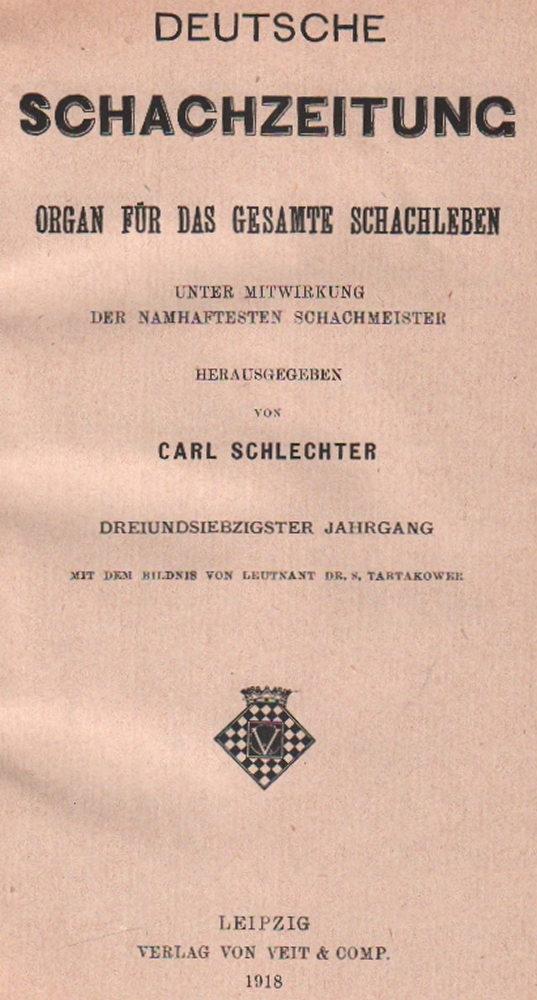 DEUTSCHE
SCHACHZEITUNG
ORGAN FÜR DAS GESAMTE SCHACHLEBEN
UNTER MITWIRKUNG
DER NAMHAFTESTEN SCHACHMEISTER
HERAUSGEGEBEN
VON
CARL SCHLECHTER
DREIUNDSIEBZIGSTER JAHRGANG
MIT DEM BILDNIS VON LEUTNANT DR. S. TARTAKOWER
V
LEIPZIG
VERLAG VON VEIT & COMP.
1918